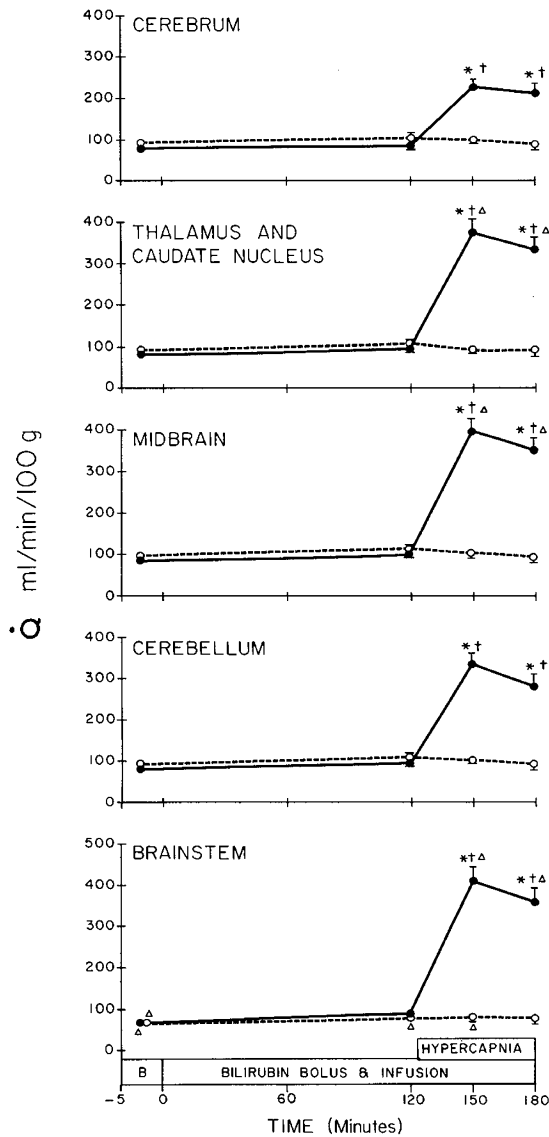 CEREBRUM
400
300
200
100
0
* †
* †
THALAMUS AND
CAUDATE NUCLEUS
400
300
200
100
0
* † Δ
* † Δ
MIDBRAIN
400
300
200
100
0
* † Δ
* † Δ
Q̇ ml/min/100 g
CEREBELLUM
400
300
200
100
0
* †
* †
BRAINSTEM
500
400
300
200
100
0
* † Δ
* † Δ
Δ
Δ
Δ
Δ
HYPERCAPNIA
B BILIRUBIN BOLUS & INFUSION
-5 0 60 120 150 180
TIME (Minutes)